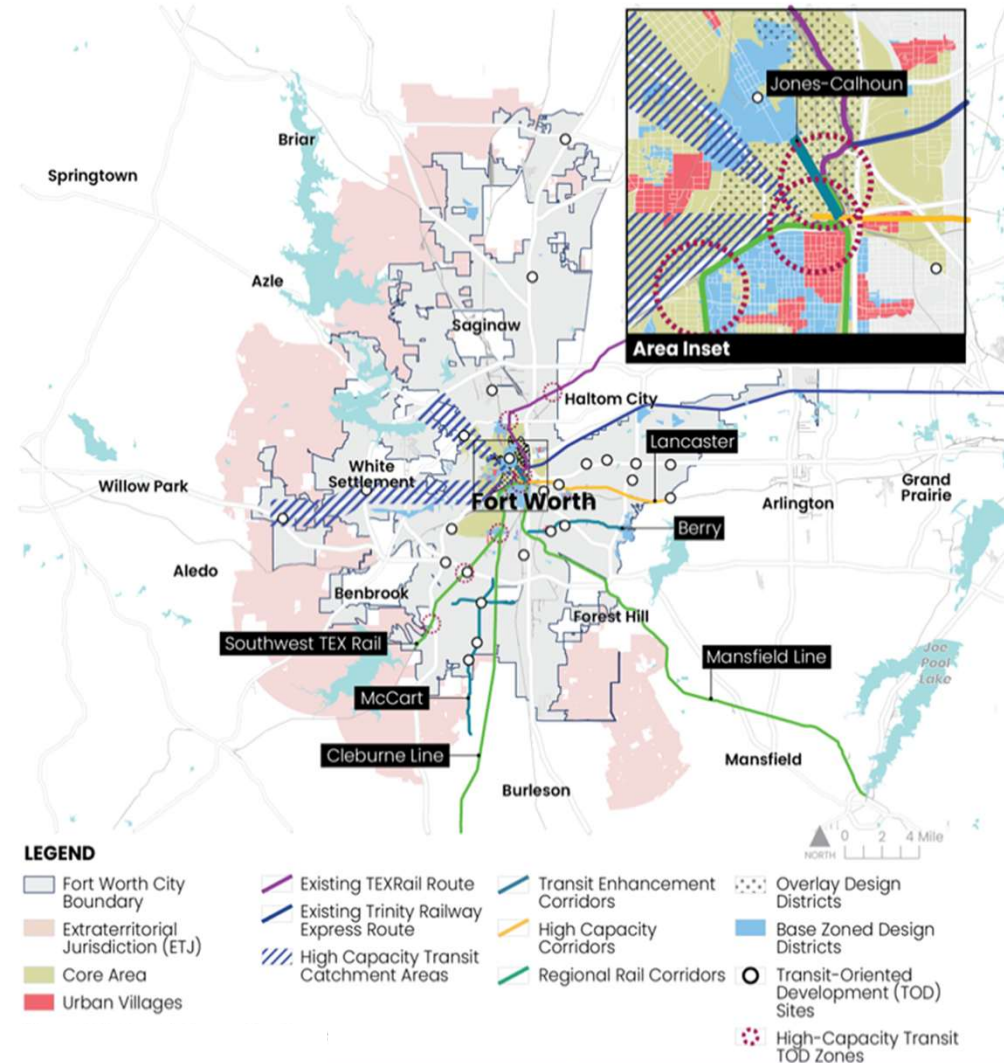 Jones-Calhoun
Area Inset
Briar
Springtown
Azle
Saginaw
Haltom City
Lancaster
White
Settlement
Willow Park
Fort Worth
Arlington
Grand
Prairie
Berry
Aledo
Benbrook
Forest Hill
Southwest TEX Rail
Mansfield Line
Joe
Pool
Lake
McCart
Cleburne Line
Mansfield
Burleson
NORTH
0 2 4 Mile
LEGEND
Fort Worth City
Boundary
Extraterritorial
Jurisdiction (ETJ)
Core Area
Urban Villages
Existing TEXRail Route
Existing Trinity Railway
Express Route
High Capacity Transit
Catchment Areas
Transit Enhancement
Corridors
High Capacity
Corridors
Regional Rail Corridors
Overlay Design
Districts
Base Zoned Design
Districts
Transit-Oriented
Development (TOD)
Sites
High-Capacity Transit
TOD Zones